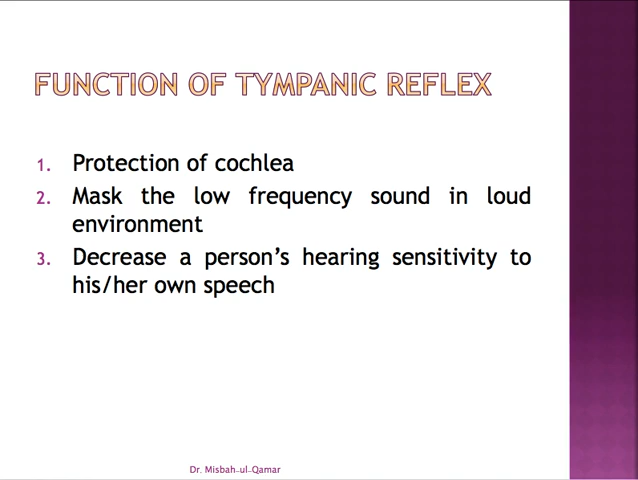 FUNCTION OF TYMPANIC REFLEX
1. Protection of cochlea
2. Mask the low frequency sound in loud
environment
3. Decrease a person's hearing sensitivity to
his/her own speech
Dr. Misbah-ul-Qamar